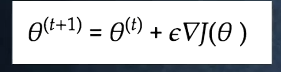 θ^(t+1) = θ^(t) + ϵ∇J(θ )